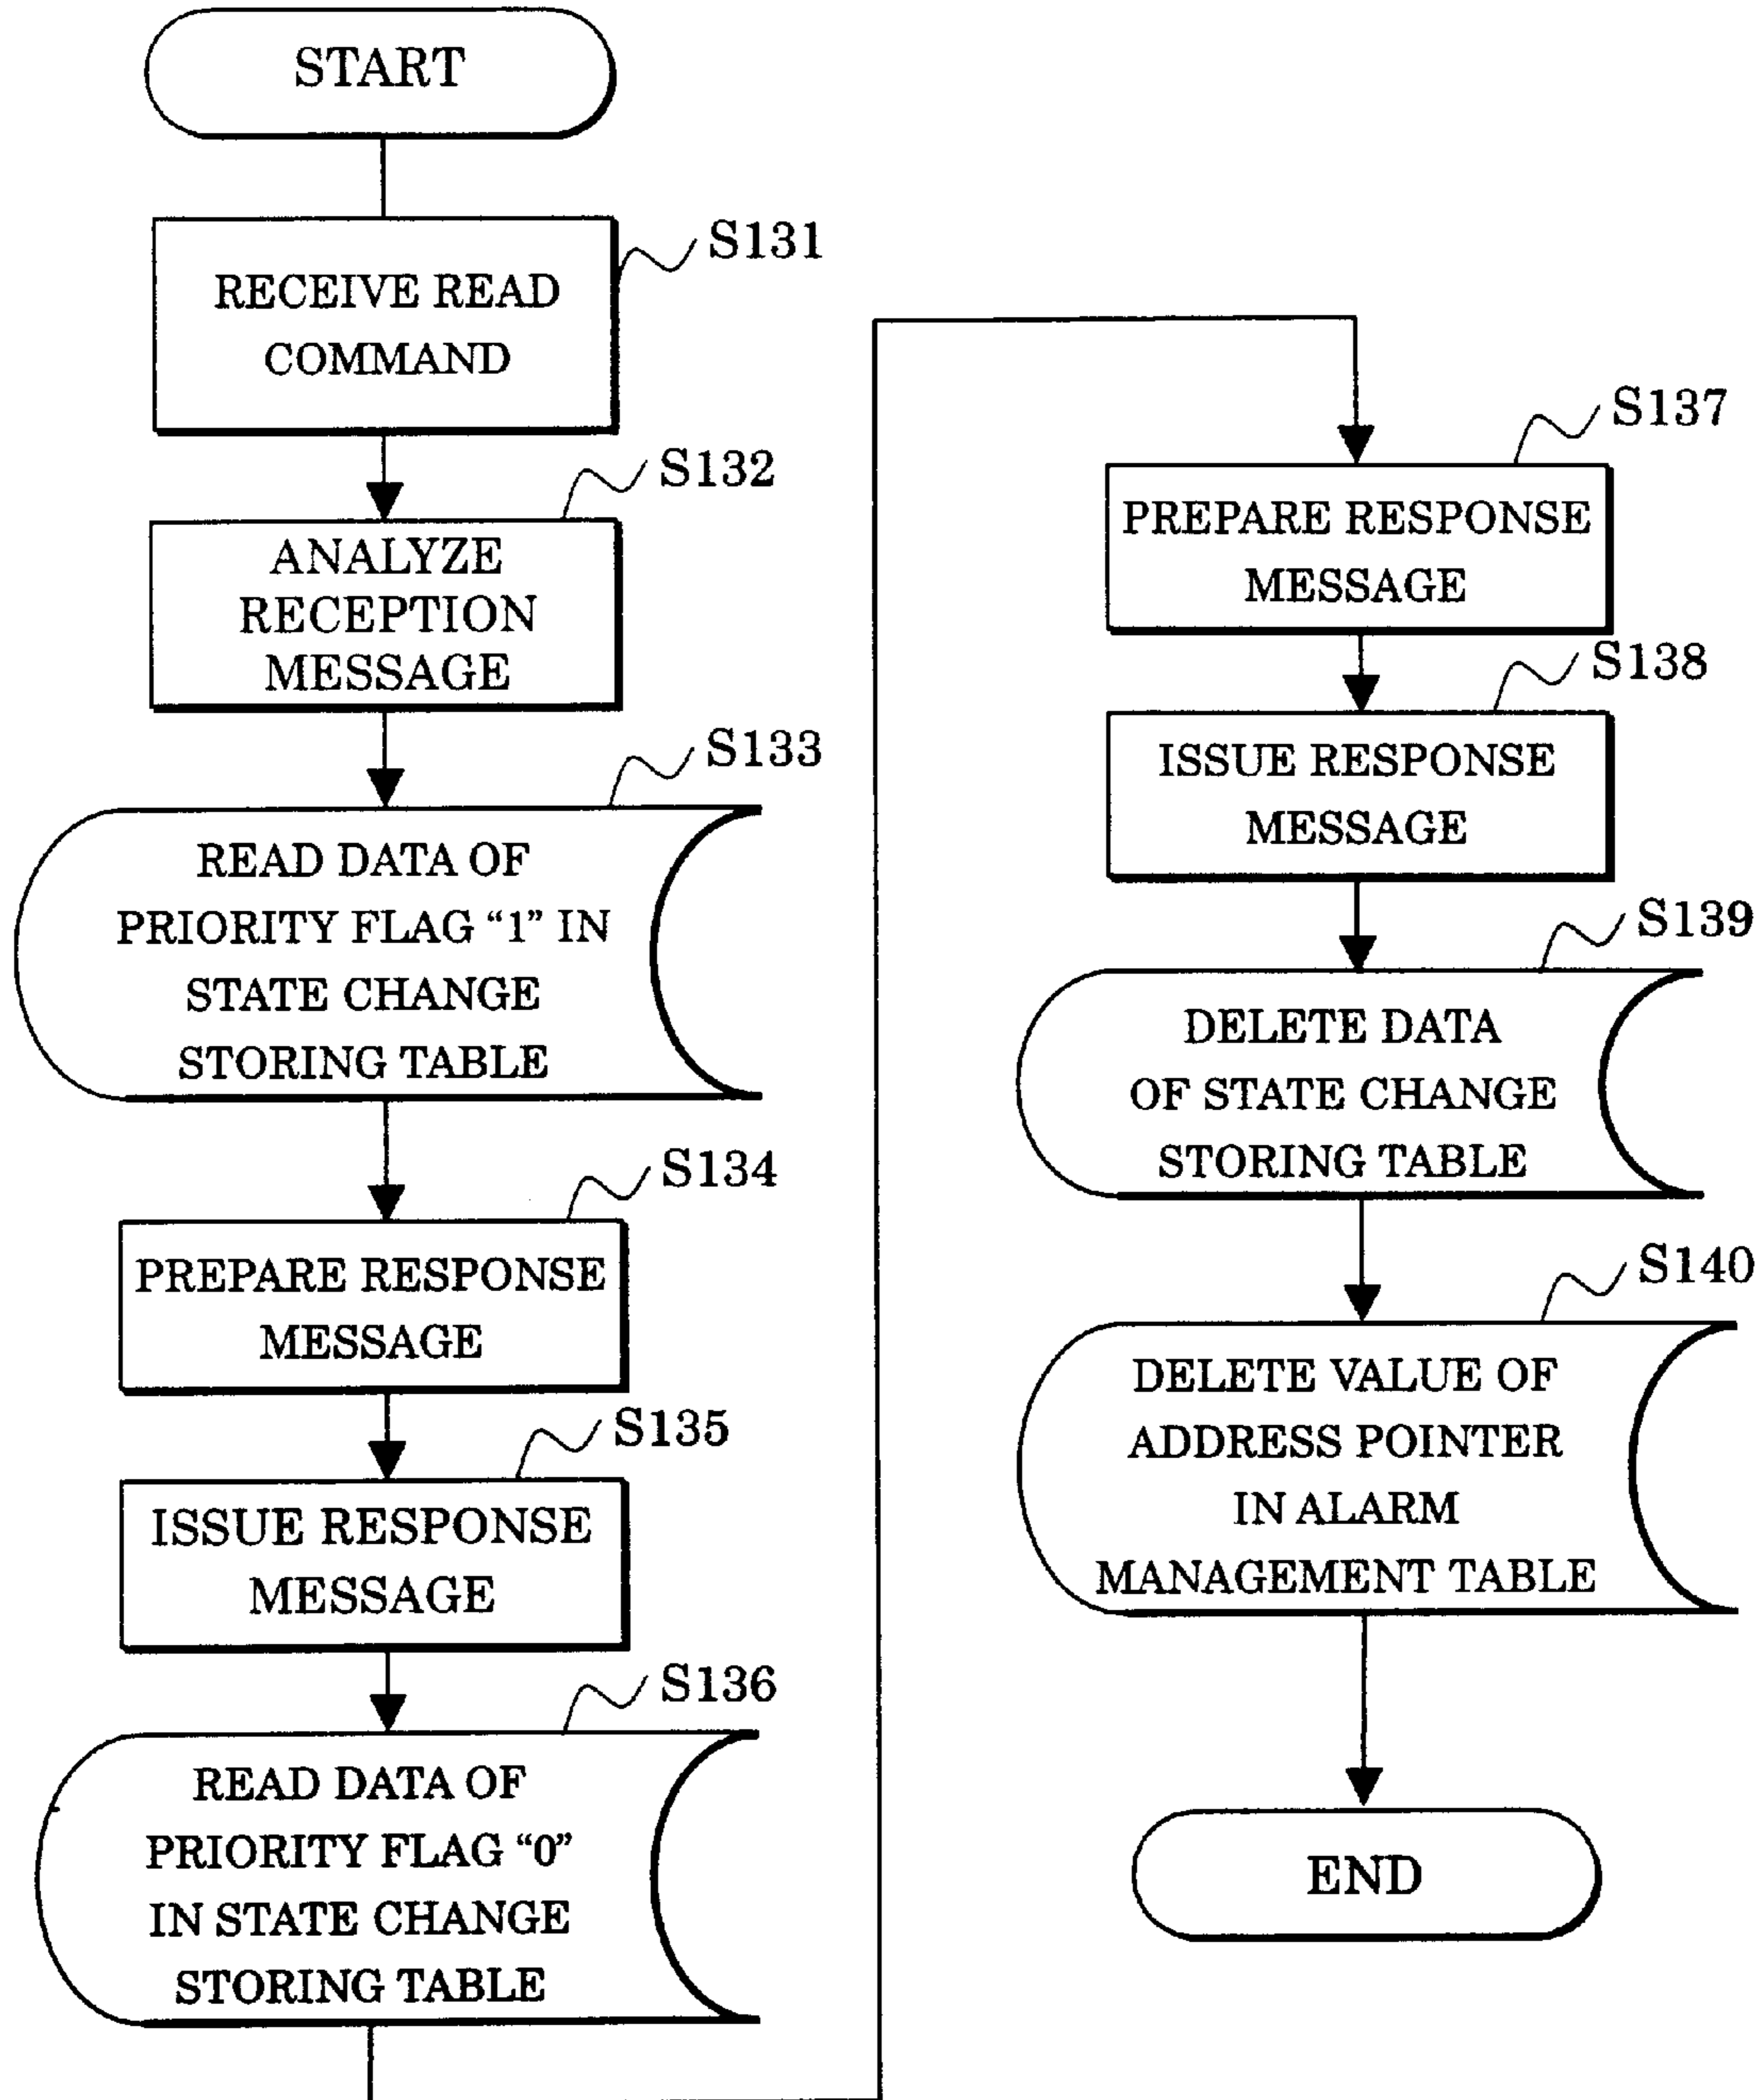 START
S131
RECEIVE READ
COMMAND
S132
ANALYZE
RECEPTION
MESSAGE
S133
READ DATA OF
PRIORITY FLAG “1” IN
STATE CHANGE
STORING TABLE
S134
PREPARE RESPONSE
MESSAGE
S135
ISSUE RESPONSE
MESSAGE
S136
READ DATA OF
PRIORITY FLAG “0”
IN STATE CHANGE
STORING TABLE
S137
PREPARE RESPONSE
MESSAGE
S138
ISSUE RESPONSE
MESSAGE
S139
DELETE DATA
OF STATE CHANGE
STORING TABLE
S140
DELETE VALUE OF
ADDRESS POINTER
IN ALARM
MANAGEMENT TABLE
END